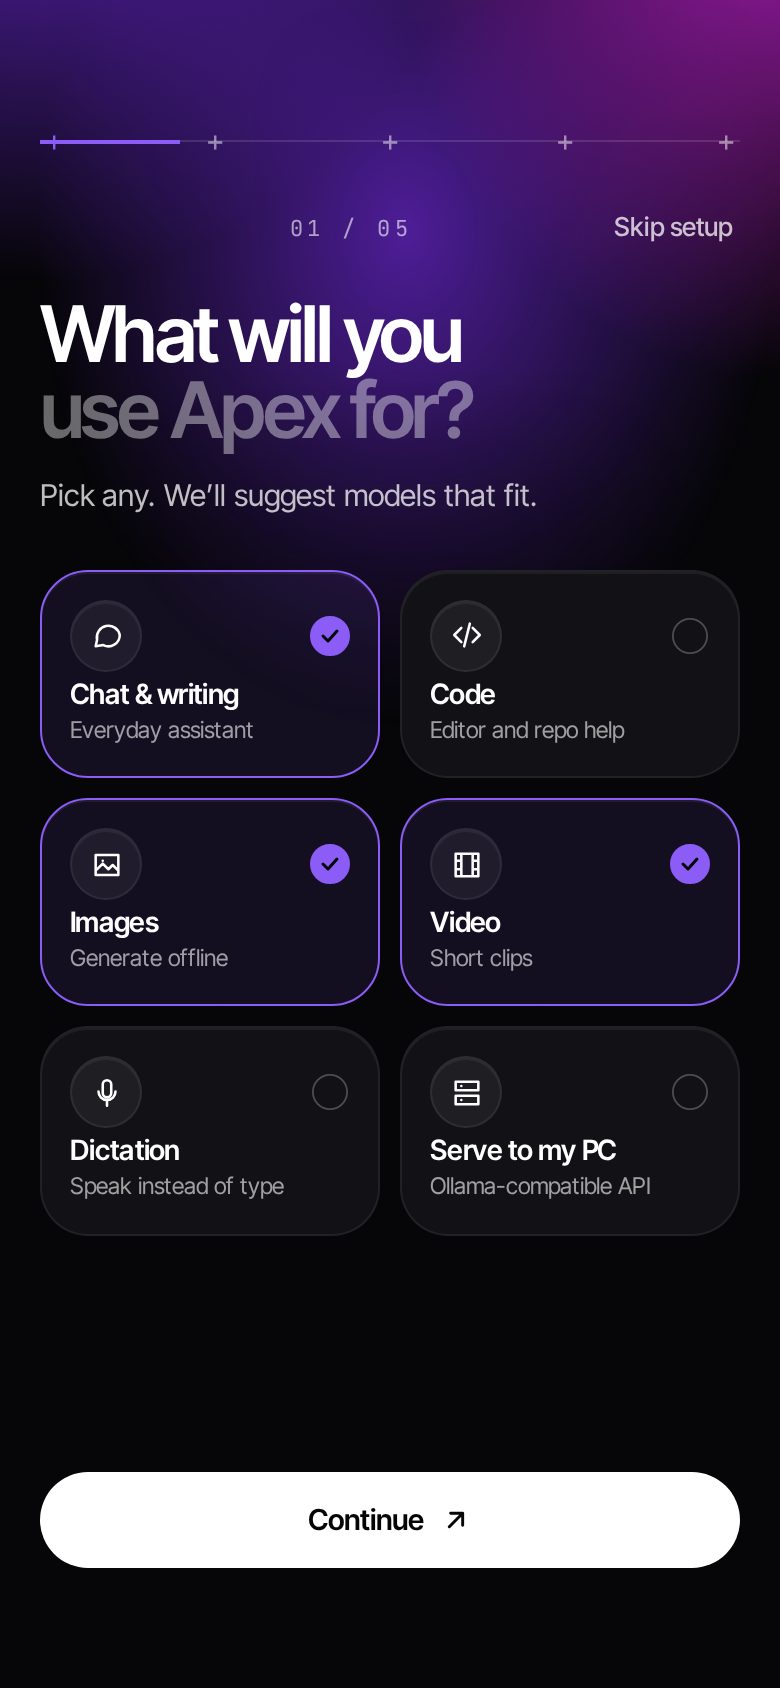 01 / 05
Skip setup
What will you
use Apex for?
Pick any. We’ll suggest models that fit.
Chat & writing
Everyday assistant
Code
Editor and repo help
Images
Generate offline
Video
Short clips
Dictation
Speak instead of type
Serve to my PC
Ollama-compatible API
Continue